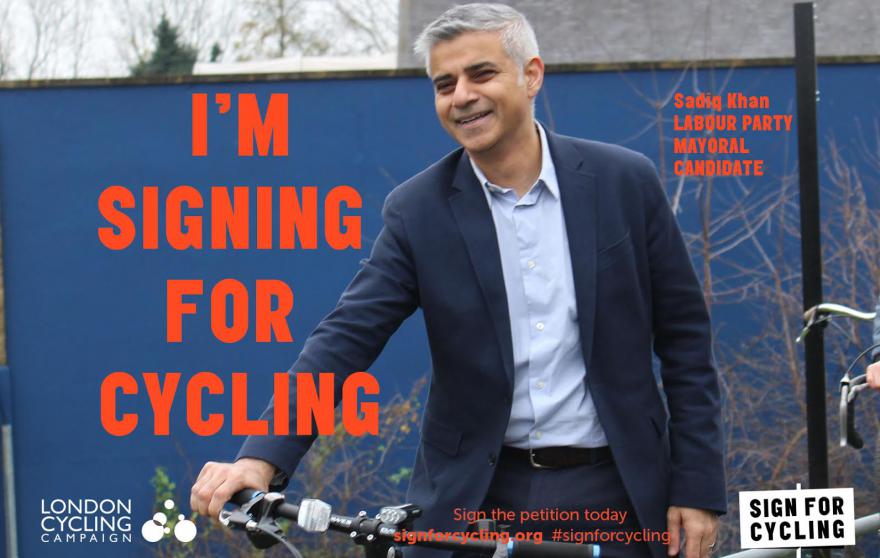 I'M
SIGNING
FOR
CYCLING
Sadiq Khan
LABOUR PARTY
MAYORAL
CANDIDATE
LONDON
CYCLING
CAMPAIGN
Sign the petition today
signforcycling.org #signforcycling
SIGN FOR
CYCLING